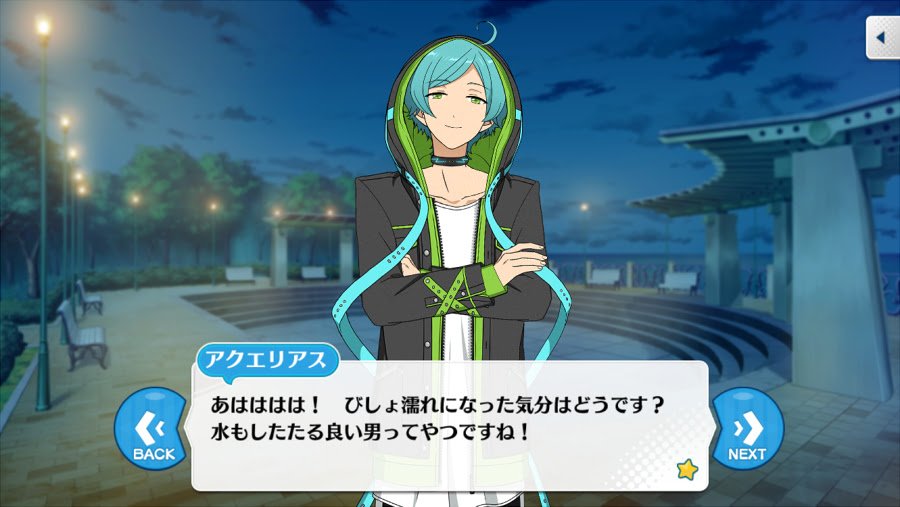 アクエリアス
あはははは！　びしょ濡れになった気分はどうです？
水もしたたる良い男ってやつですね！
BACK
NEXT